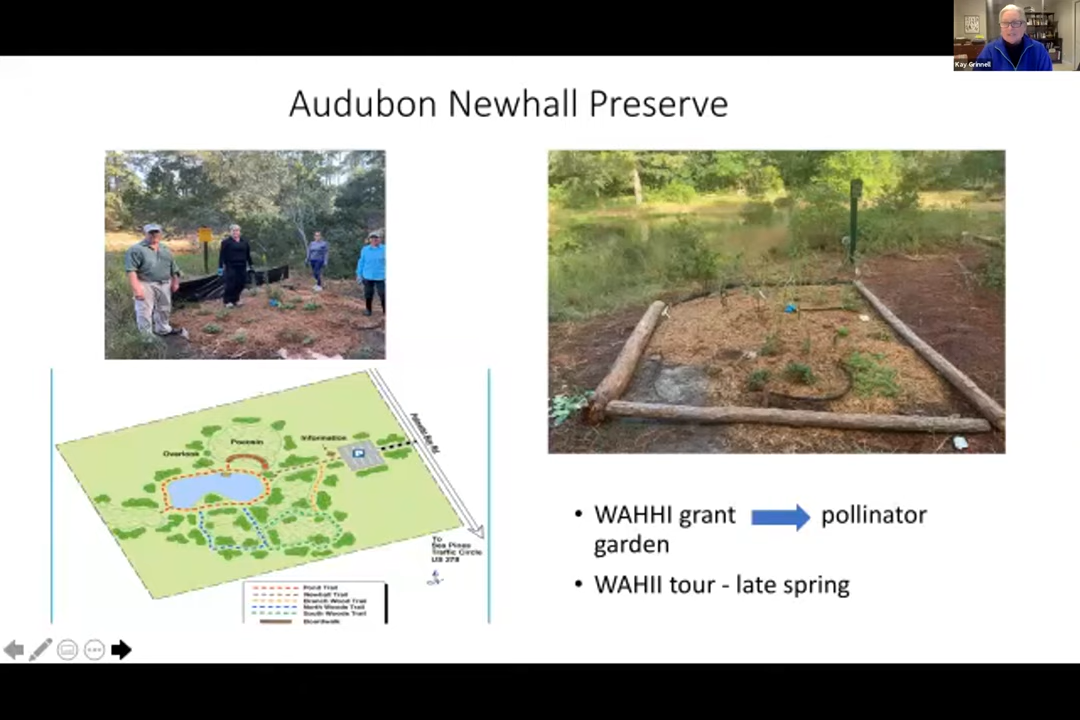 Kay Grinnell
Audubon Newhall Preserve
Pocosin
Information
Overlook
P
To
Sea Pines
Traffic Circle
US 278
Pond Trail
Newhall Trail
Branch Wood Trail
North Woods Trail
South Woods Trail
Boardwalk
• WAHHI grant pollinator
garden
• WAHII tour - late spring